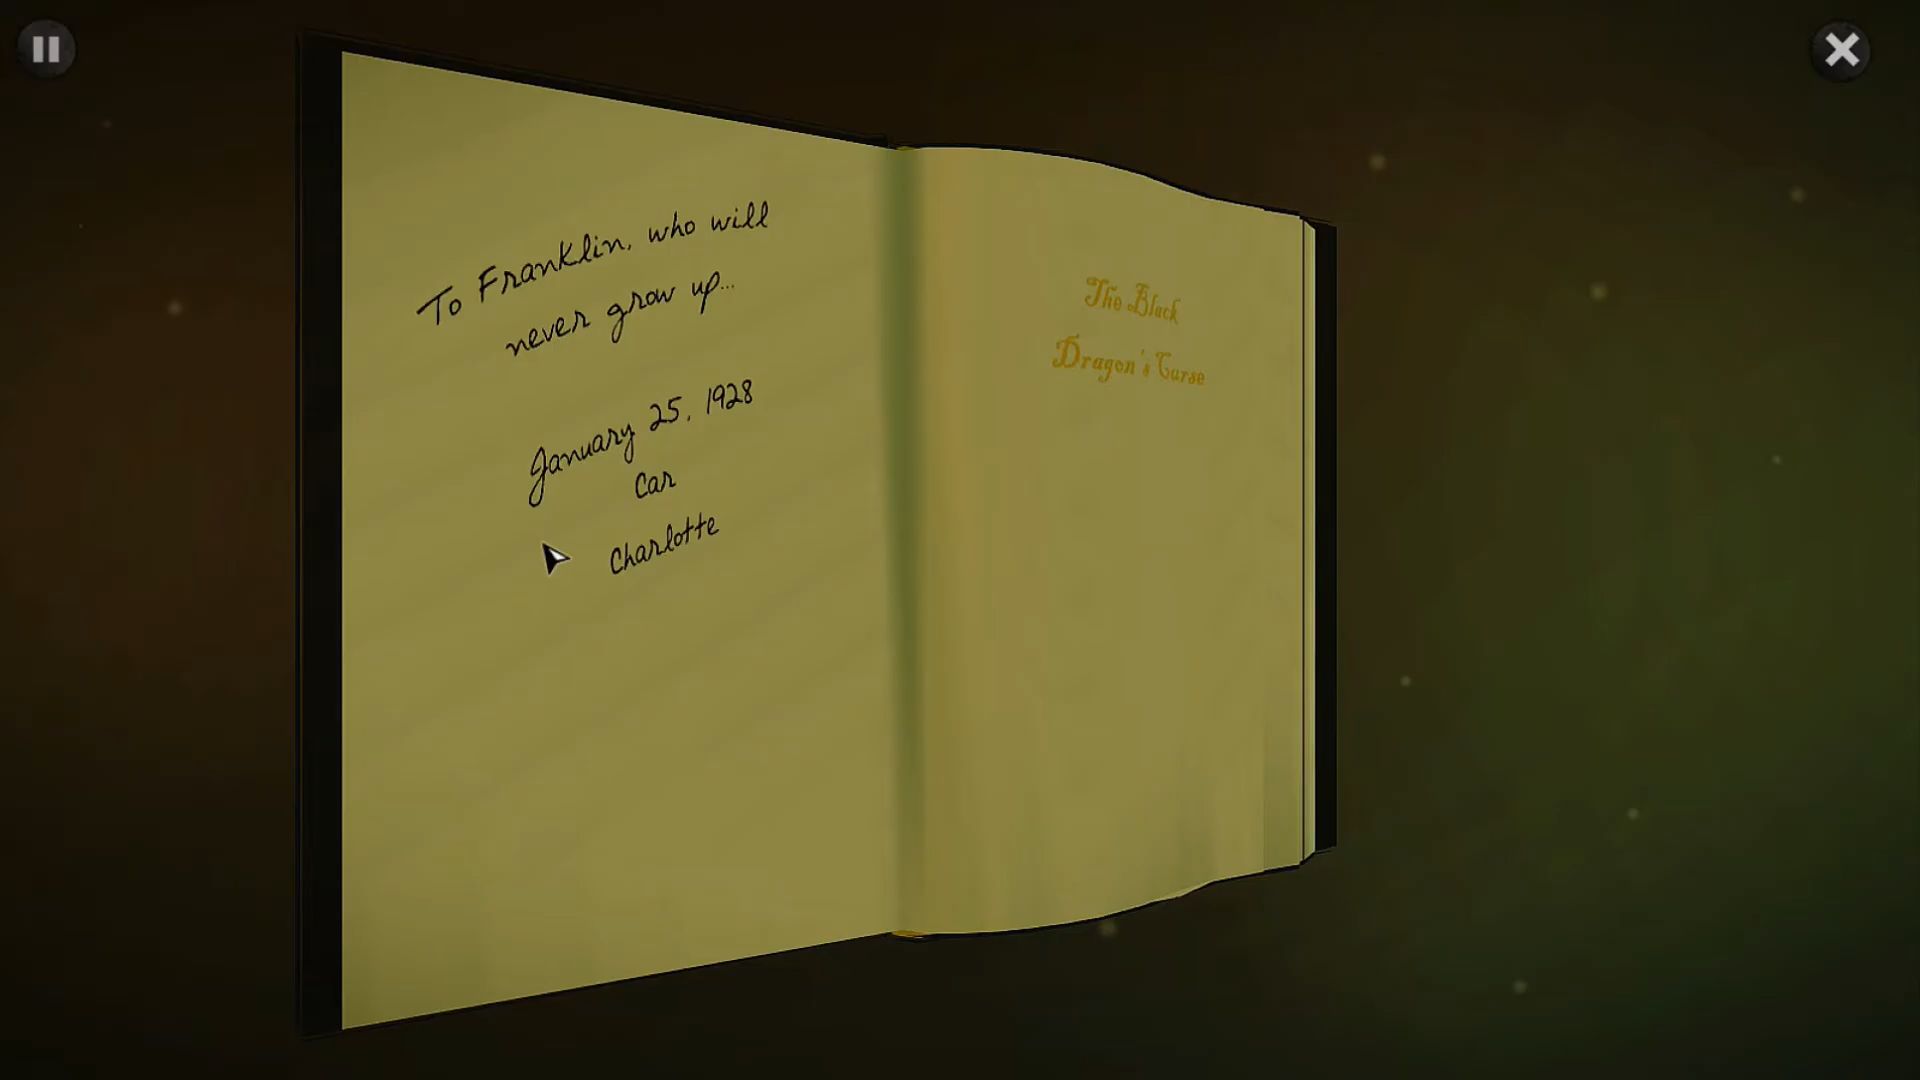 To Franklin, who will
never grow up...
January 25, 1928
Car
Charlotte
The Black
Dragon's Curse